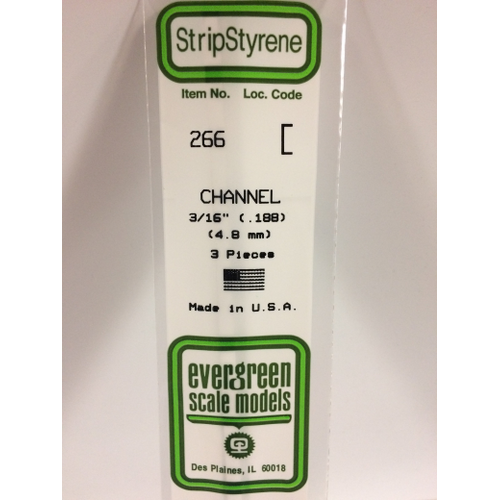 StripStyrene
Item No. Loc. Code
266 [
CHANNEL
3/16" (.188)
(4.8 mm)
3 Pieces
Made in U.S.A.
evergreen
scale models
Des Plaines, IL 60018